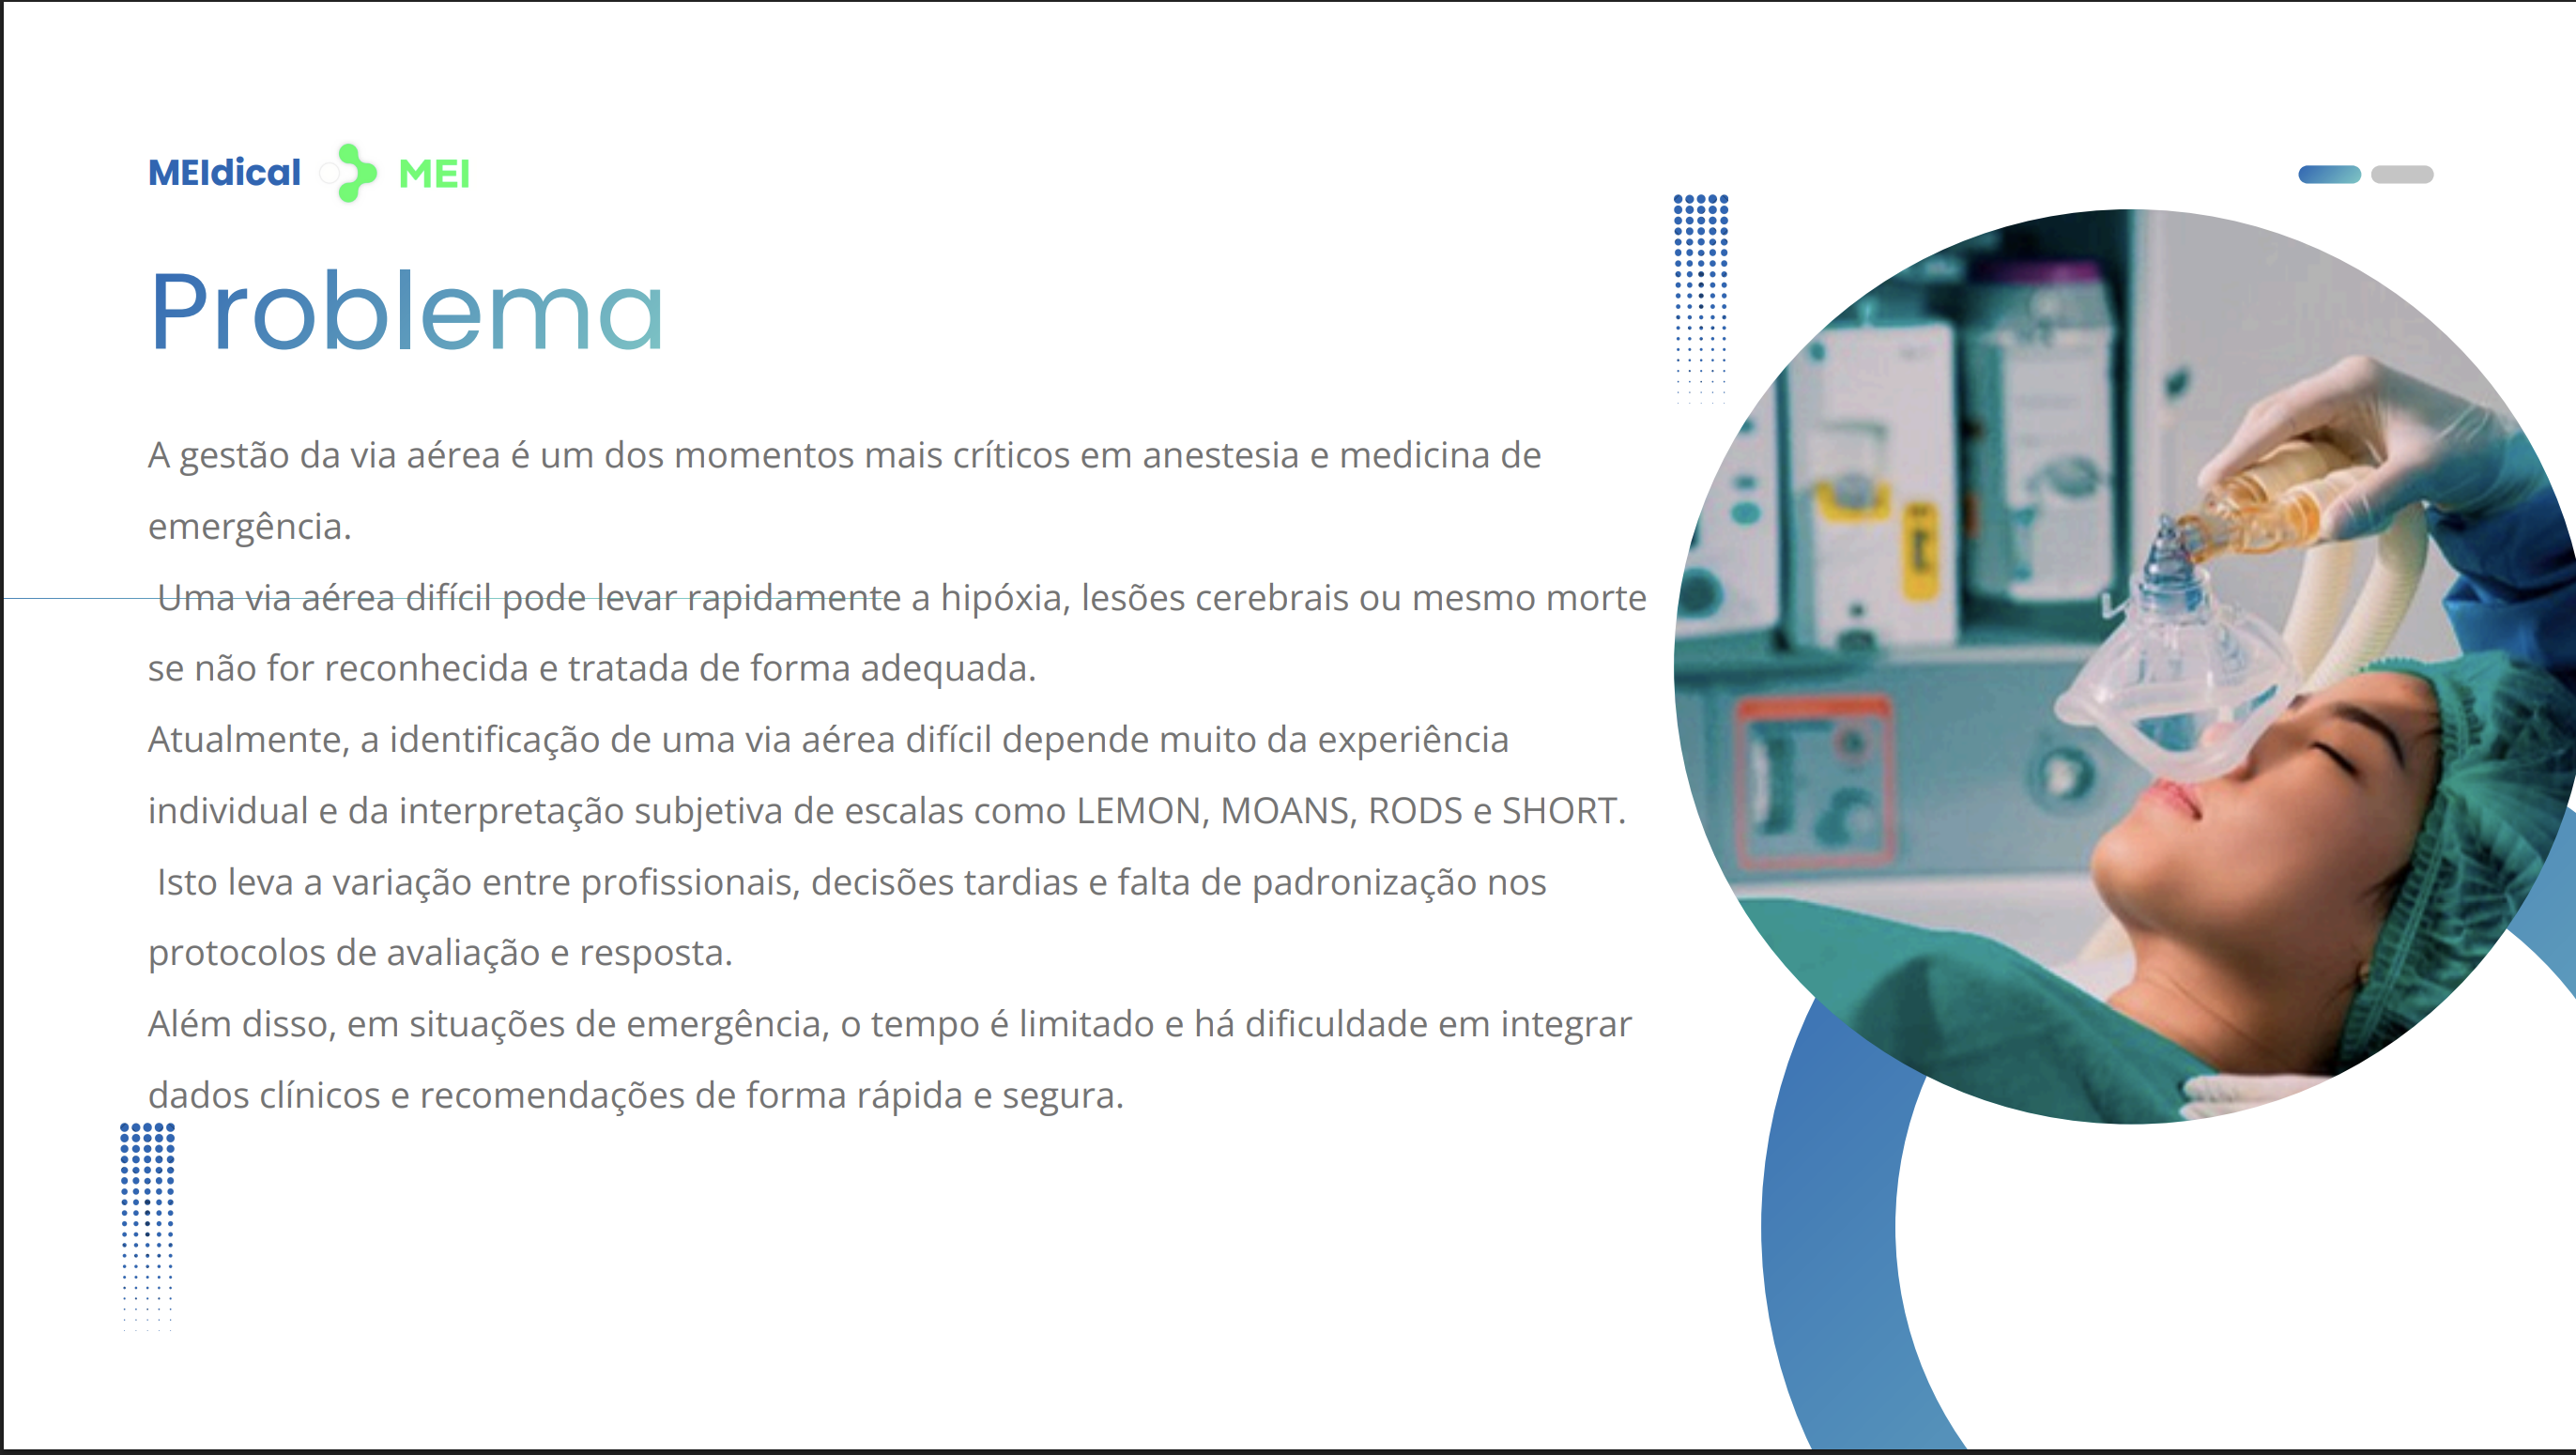 MEIdical MEI
Problema
A gestão da via aérea é um dos momentos mais críticos em anestesia e medicina de
emergência.
Uma via aérea difícil pode levar rapidamente a hipóxia, lesões cerebrais ou mesmo morte
se não for reconhecida e tratada de forma adequada.
Atualmente, a identificação de uma via aérea difícil depende muito da experiência
individual e da interpretação subjetiva de escalas como LEMON, MOANS, RODS e SHORT.
Isto leva a variação entre profissionais, decisões tardias e falta de padronização nos
protocolos de avaliação e resposta.
Além disso, em situações de emergência, o tempo é limitado e há dificuldade em integrar
dados clínicos e recomendações de forma rápida e segura.